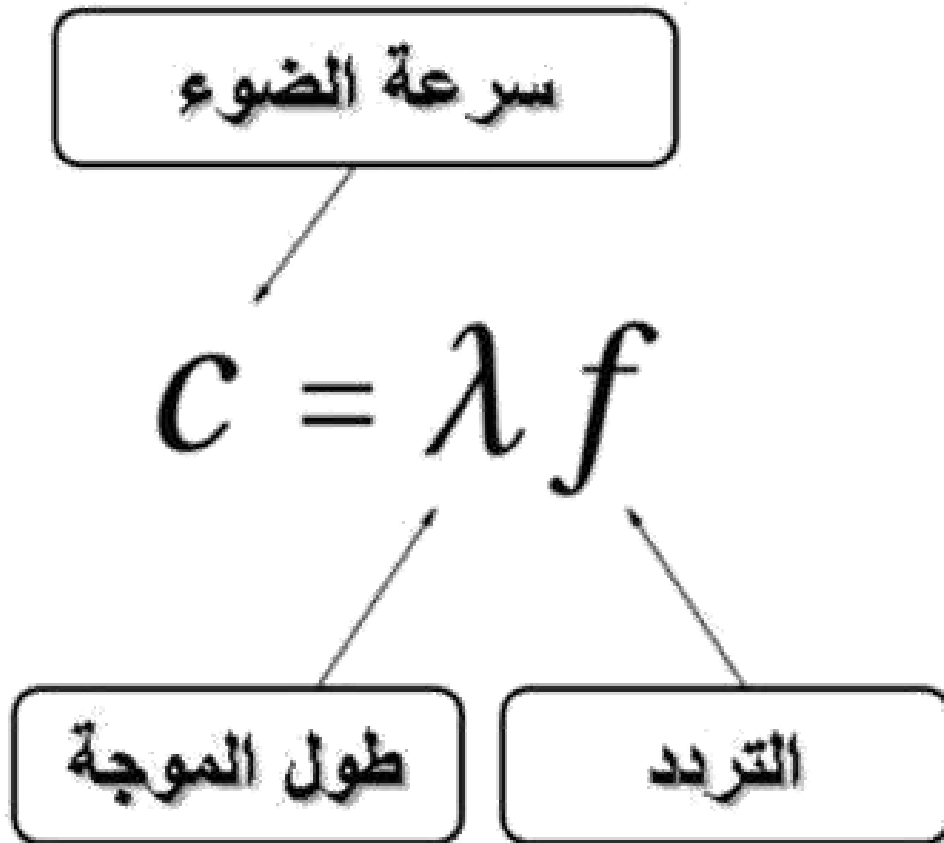 سرعة الضوء
c = λ f
طول الموجة
التردد